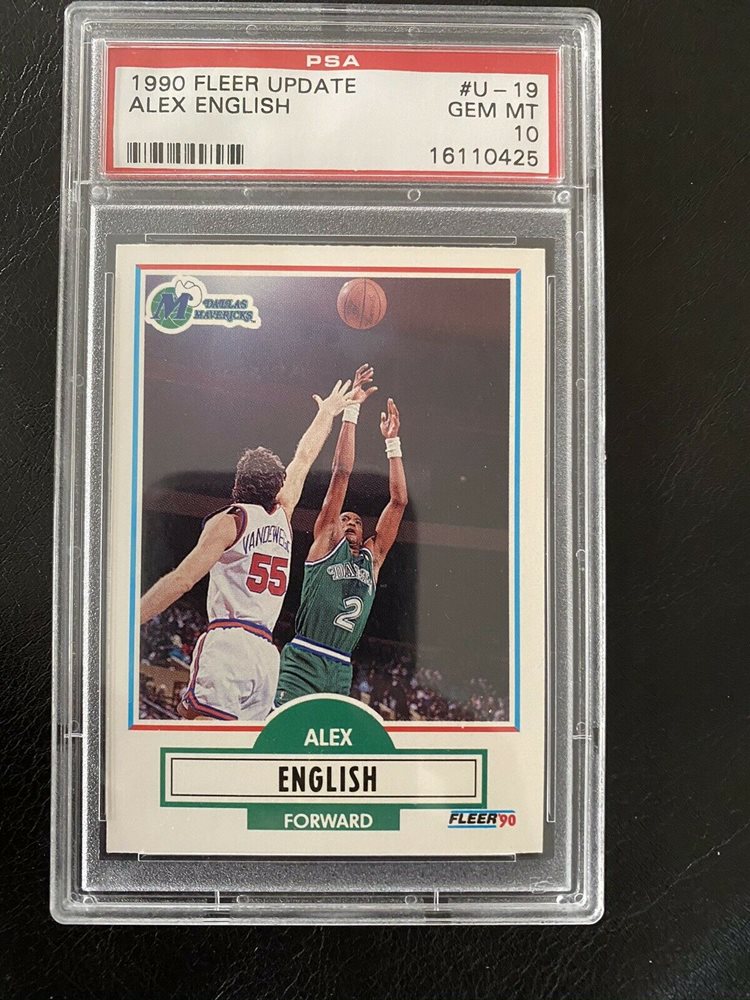 PSA
1990 FLEER UPDATE #U-19
ALEX ENGLISH GEM MT
10
16110425
M DALLAS
MAVERICKS
55
2
ALEX
ENGLISH
FORWARD
FLEER '90